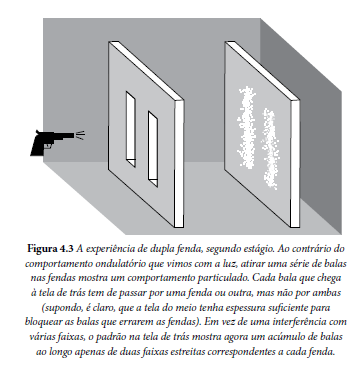 Figura 4.3 A experiência de dupla fenda, segundo estágio. Ao contrário do
comportamento ondulatório que vimos com a luz, atirar uma série de balas
nas fendas mostra um comportamento particulado. Cada bala que chega
à tela de trás tem de passar por uma fenda ou outra, mas não por ambas
(supondo, é claro, que a tela do meio tenha espessura suficiente para
bloquear as balas que errarem as fendas). Em vez de uma interferência com
várias faixas, o padrão na tela de trás mostra agora um acúmulo de balas
ao longo apenas de duas faixas estreitas correspondentes a cada fenda.